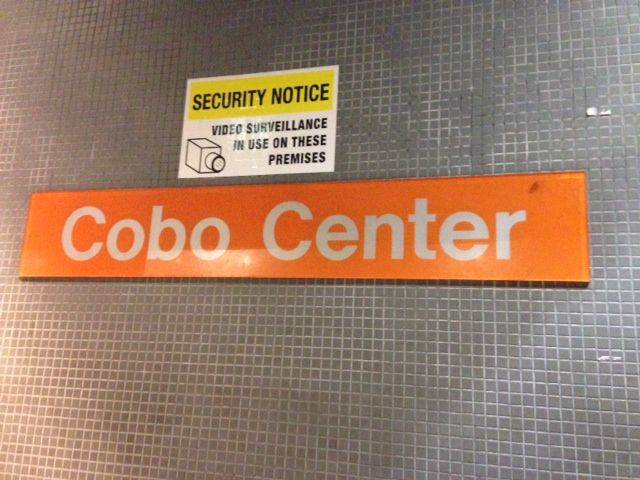 SECURITY NOTICE
VIDEO SURVEILLANCE
IN USE ON THESE
PREMISES
Cobo Center